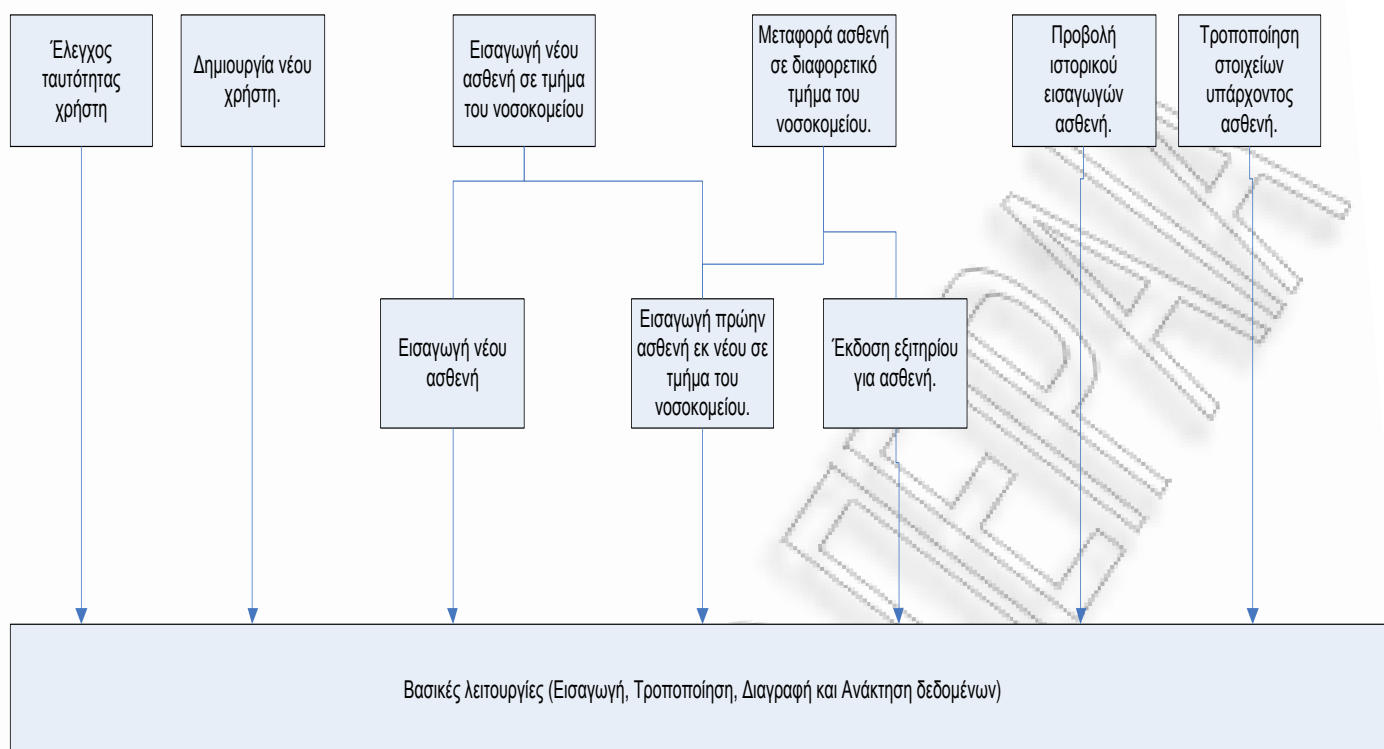 Έλεγχος
ταυτότητας
χρήστη
Δημιουργία νέου
χρήστη.
Εισαγωγή νέου
ασθενή σε τμήμα
του νοσοκομείου
Μεταφορά ασθενή
σε διαφορετικό
τμήμα του
νοσοκομείου.
Προβολή
ιστορικού
εισαγωγών
ασθενή.
Τροποποίηση
στοιχείων
υπάρχοντος
ασθενή.
Εισαγωγή νέου
ασθενή
Εισαγωγή πρώην
ασθενή εκ νέου σε
τμήμα του
νοσοκομείου.
Έκδοση εξιτηρίου
για ασθενή.
Βασικές λειτουργίες (Εισαγωγή, Τροποποίηση, Διαγραφή και Ανάκτηση δεδομένων)